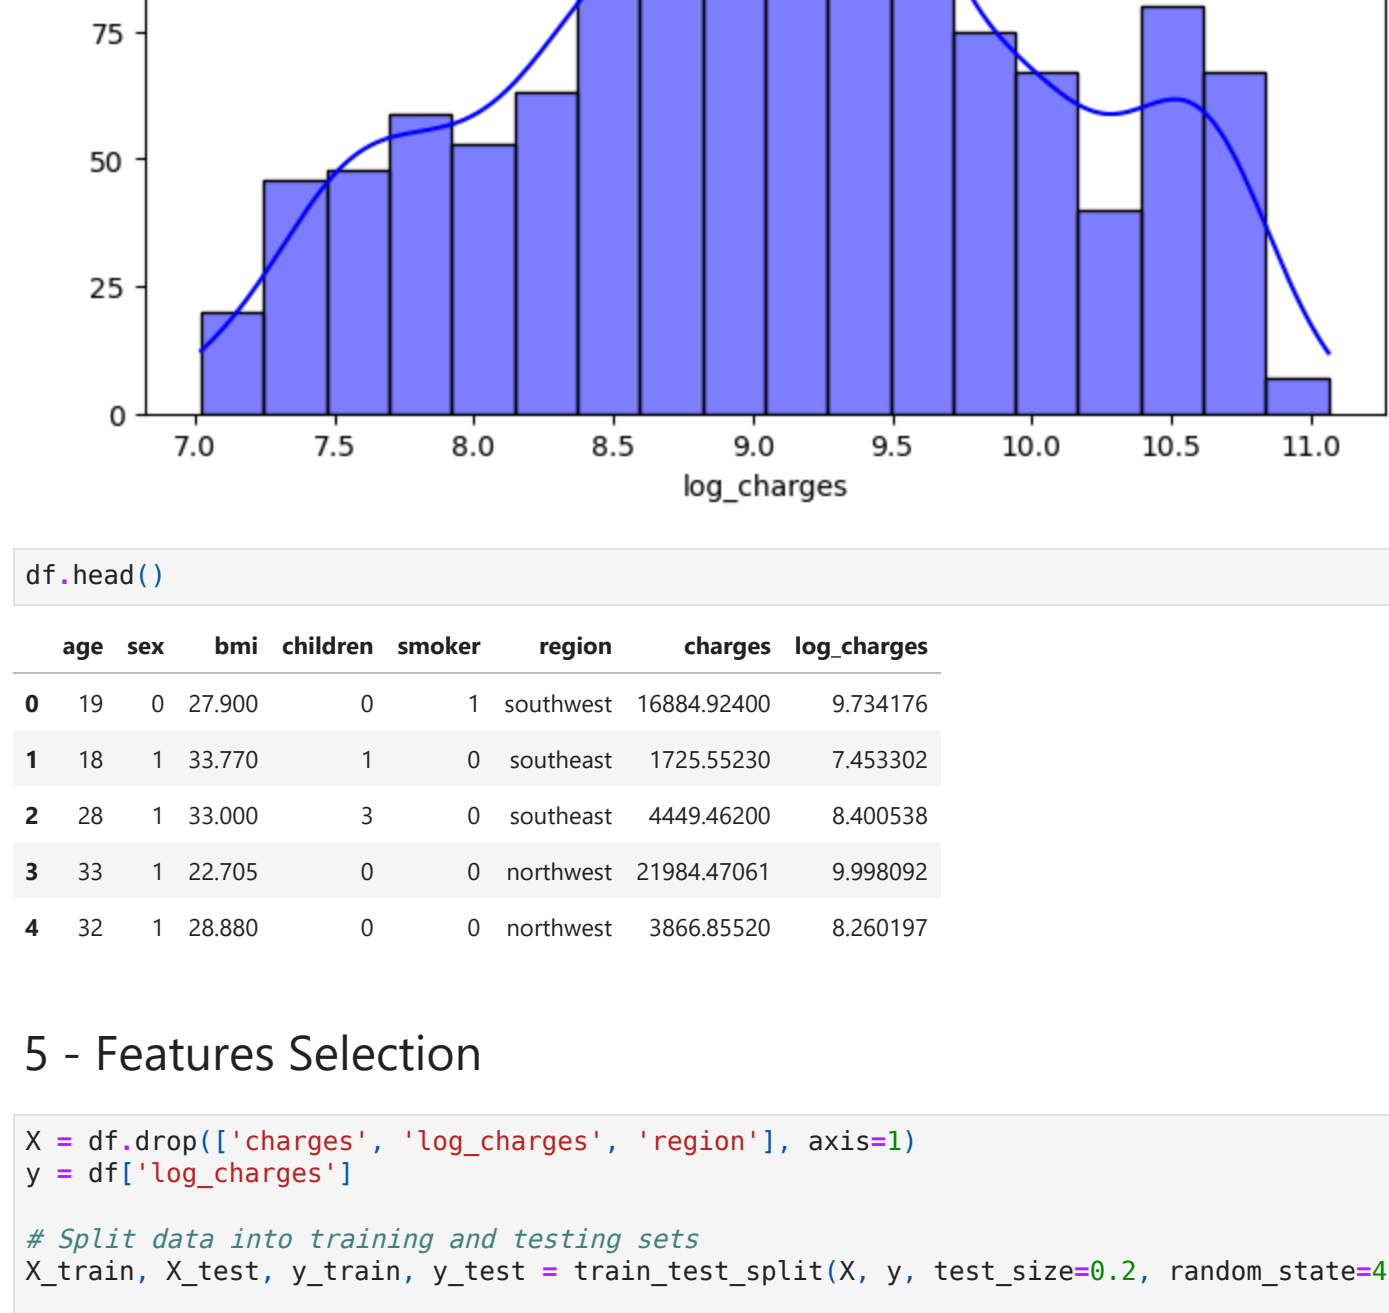 75
50
25
0
7.0 7.5 8.0 8.5 9.0 9.5 10.0 10.5 11.0
log_charges
df.head()
age sex bmi children smoker region charges log_charges
0 19 0 27.900 0 1 southwest 16884.92400 9.734176
1 18 1 33.770 1 0 southeast 1725.55230 7.453302
2 28 1 33.000 3 0 southeast 4449.46200 8.400538
3 33 1 22.705 0 0 northwest 21984.47061 9.998092
4 32 1 28.880 0 0 northwest 3866.85520 8.260197
5 - Features Selection
X = df.drop(['charges', 'log_charges', 'region'], axis=1)
y = df['log_charges']
# Split data into training and testing sets
X_train, X_test, y_train, y_test = train_test_split(X, y, test_size=0.2, random_state=4